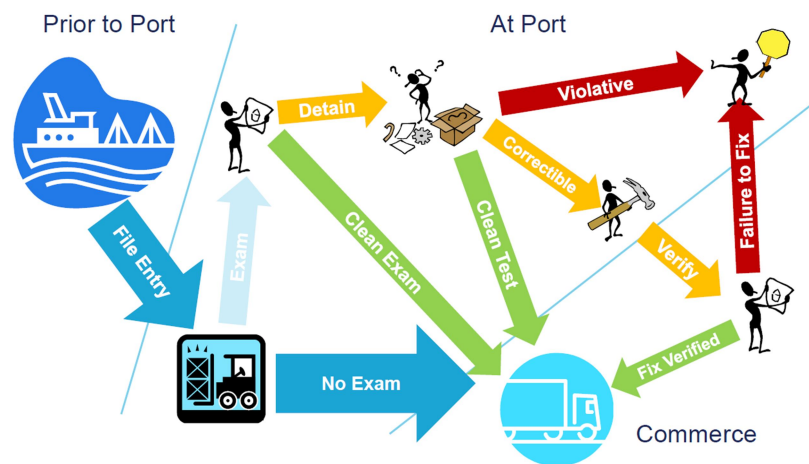 Prior to Port
At Port
Detain
Violative
Correctible
Failure to Fix
File Entry
Exam
Clean Exam
Clean Test
Verify
No Exam
Fix Verified
Commerce